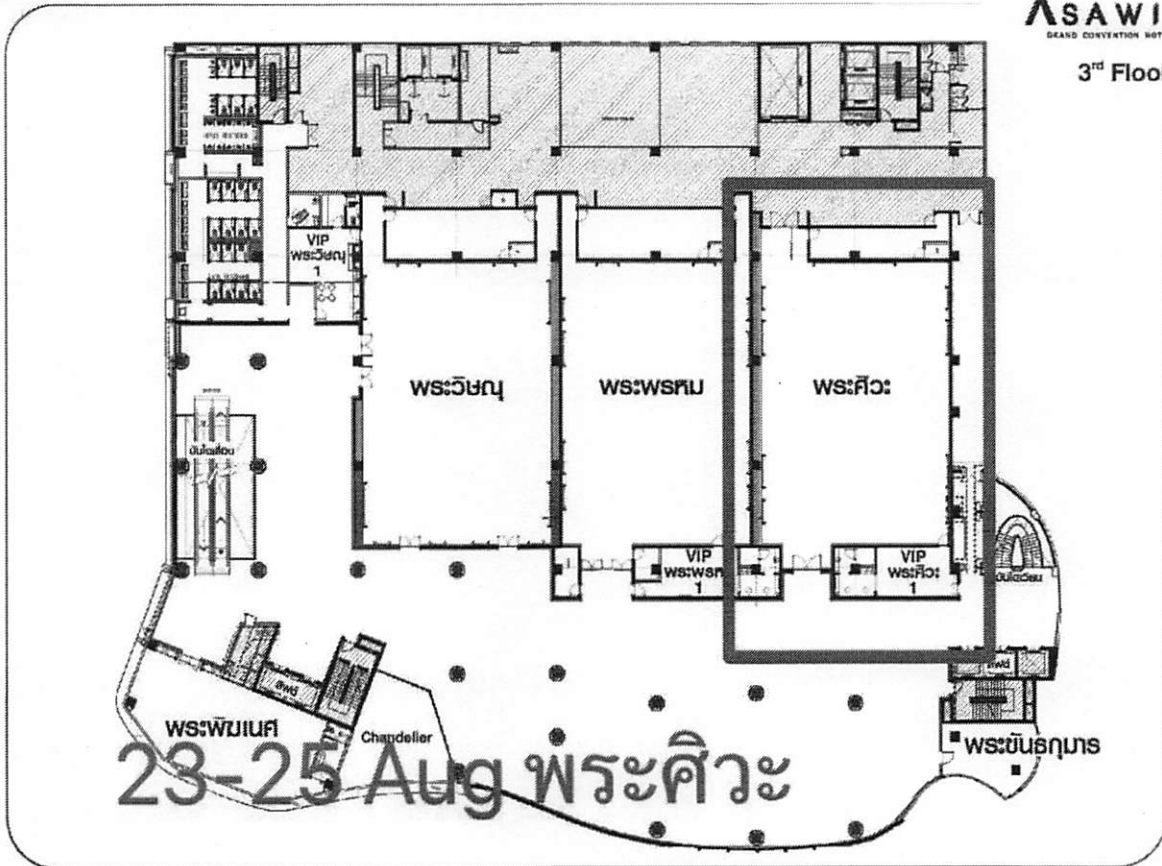 ASAWI
GRAND CONVENTION HOT
3rd Floor
VIP
พระวิษณุ
1
พระวิษณุ
พระพรหม
พระศิวะ
บันไดเลื่อน
VIP
พระพรห
1
VIP
พระศิวะ
1
บันไดเวียน
ลิฟต์
ลิฟต์
พระพิฆเนศ
Chandelier
พระขันธกุมาร
23-25 Aug พระศิวะ